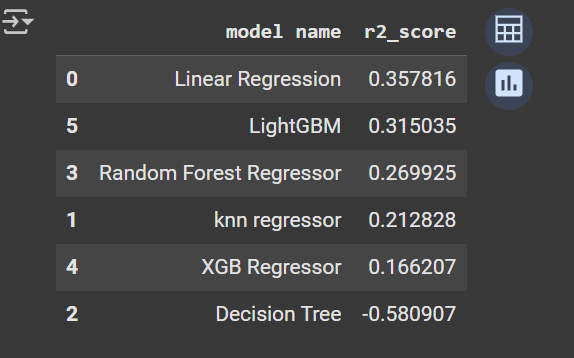 model name r2_score
0 Linear Regression 0.357816
5 LightGBM 0.315035
3 Random Forest Regressor 0.269925
1 knn regressor 0.212828
4 XGB Regressor 0.166207
2 Decision Tree -0.580907